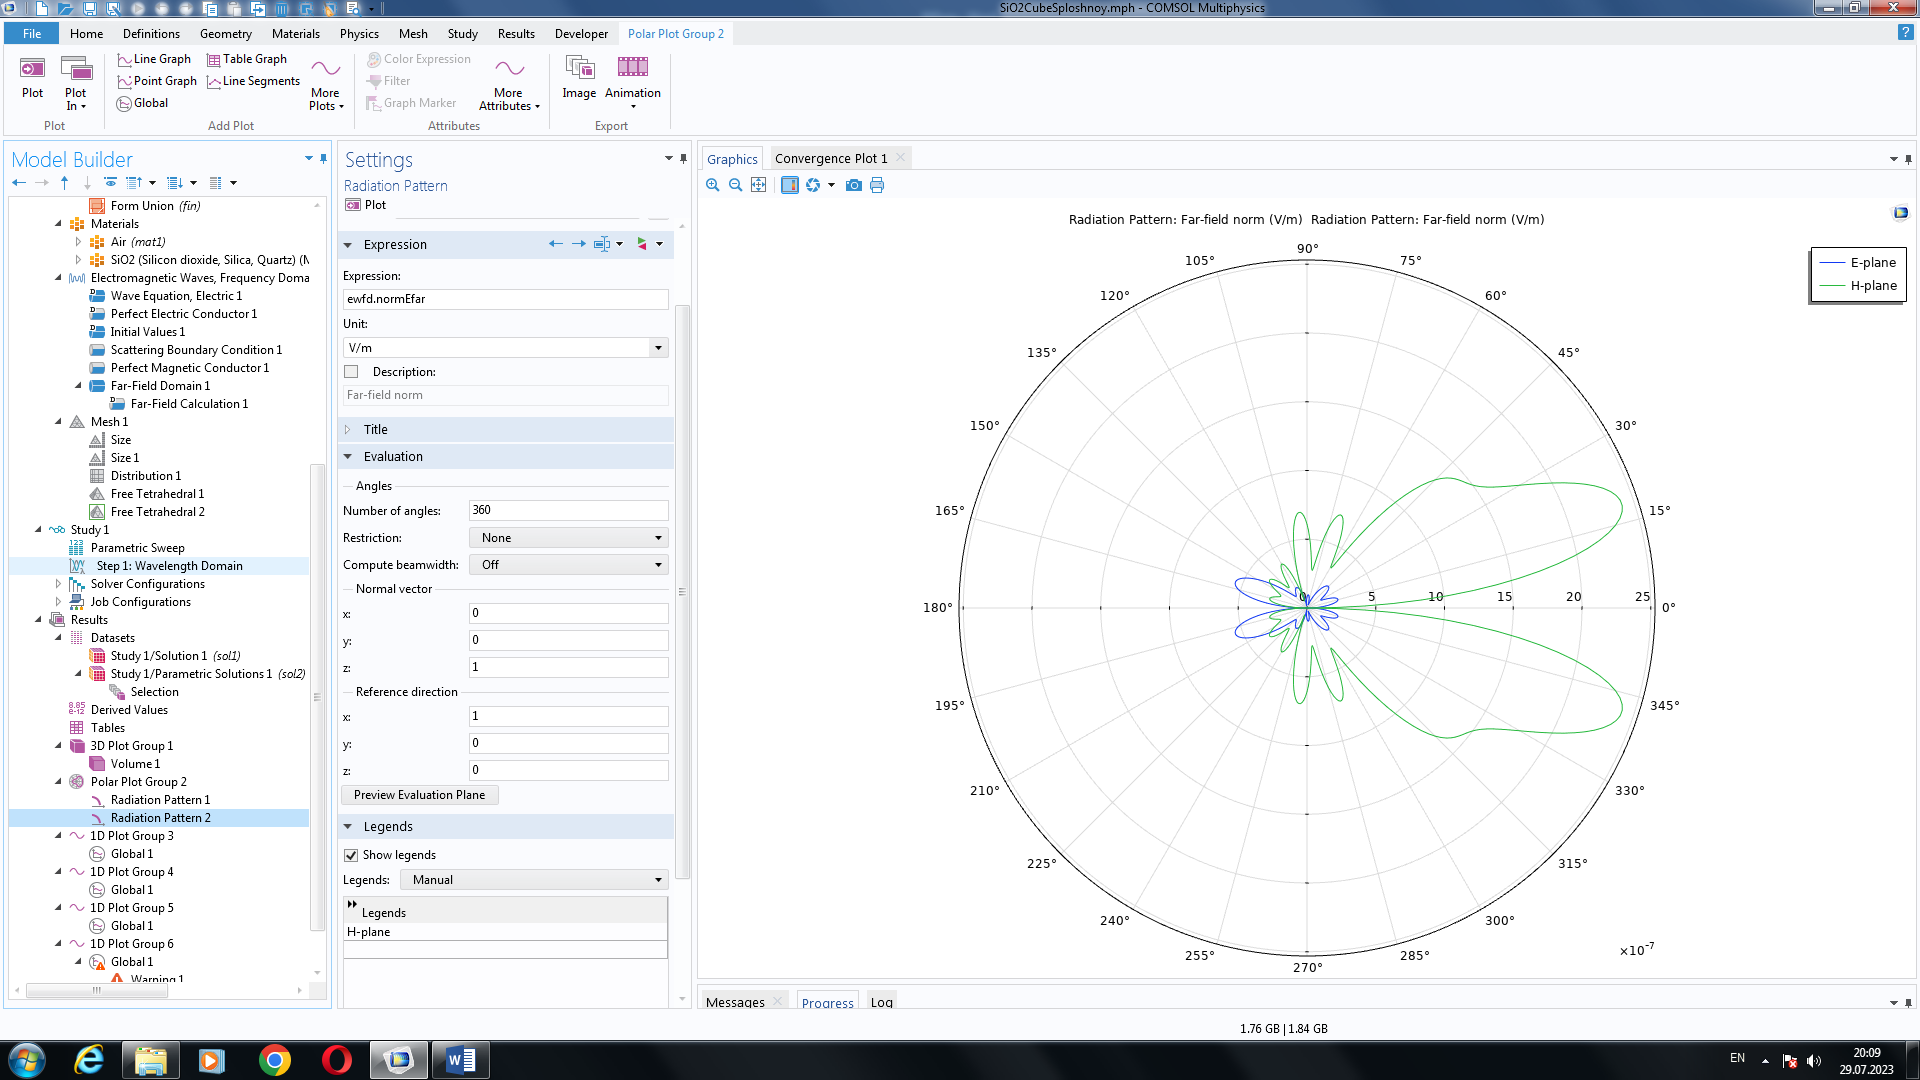 SiO2CubeSploshnoy.mph - COMSOL Multiphysics
File Home Definitions Geometry Materials Physics Mesh Study Results Developer Polar Plot Group 2
Plot
Plot In
Plot
Line Graph
Point Graph
Global
Table Graph
Line Segments
More Plots
Add Plot
Color Expression
Filter
Graph Marker
More Attributes
Attributes
Image
Animation
Export
Model Builder
Form Union (fin)
Materials
Air (mat1)
SiO2 (Silicon dioxide, Silica, Quartz) (M
Electromagnetic Waves, Frequency Doma
Wave Equation, Electric 1
Perfect Electric Conductor 1
Initial Values 1
Scattering Boundary Condition 1
Perfect Magnetic Conductor 1
Far-Field Domain 1
Far-Field Calculation 1
Mesh 1
Size
Size 1
Distribution 1
Free Tetrahedral 1
Free Tetrahedral 2
Study 1
Parametric Sweep
Step 1: Wavelength Domain
Solver Configurations
Job Configurations
Results
Datasets
Study 1/Solution 1 (sol1)
Study 1/Parametric Solutions 1 (sol2)
Selection
8.85 e-12 Derived Values
Tables
3D Plot Group 1
Volume 1
Polar Plot Group 2
Radiation Pattern 1
Radiation Pattern 2
1D Plot Group 3
Global 1
1D Plot Group 4
Global 1
1D Plot Group 5
Global 1
1D Plot Group 6
Global 1
Warning 1
Settings
Radiation Pattern
Plot
Expression
Expression:
ewfd.normEfar
Unit:
V/m
Description:
Far-field norm
Title
Evaluation
Angles
Number of angles: 360
Restriction: None
Compute beamwidth: Off
Normal vector
x: 0
y: 0
z: 1
Reference direction
x: 1
y: 0
z: 0
Preview Evaluation Plane
Legends
Show legends
Legends: Manual
Legends
H-plane
Graphics Convergence Plot 1
Radiation Pattern: Far-field norm (V/m) Radiation Pattern: Far-field norm (V/m)
E-plane
H-plane
90°
105° 75°
120° 60°
135° 45°
150° 30°
165° 15°
180° 0 5 10 15 20 25 0°
195° 345°
210° 330°
225° 315°
240° 300°
255° 285°
270°
×10-7
Messages Progress Log
1.76 GB | 1.84 GB
EN
20:09
29.07.2023